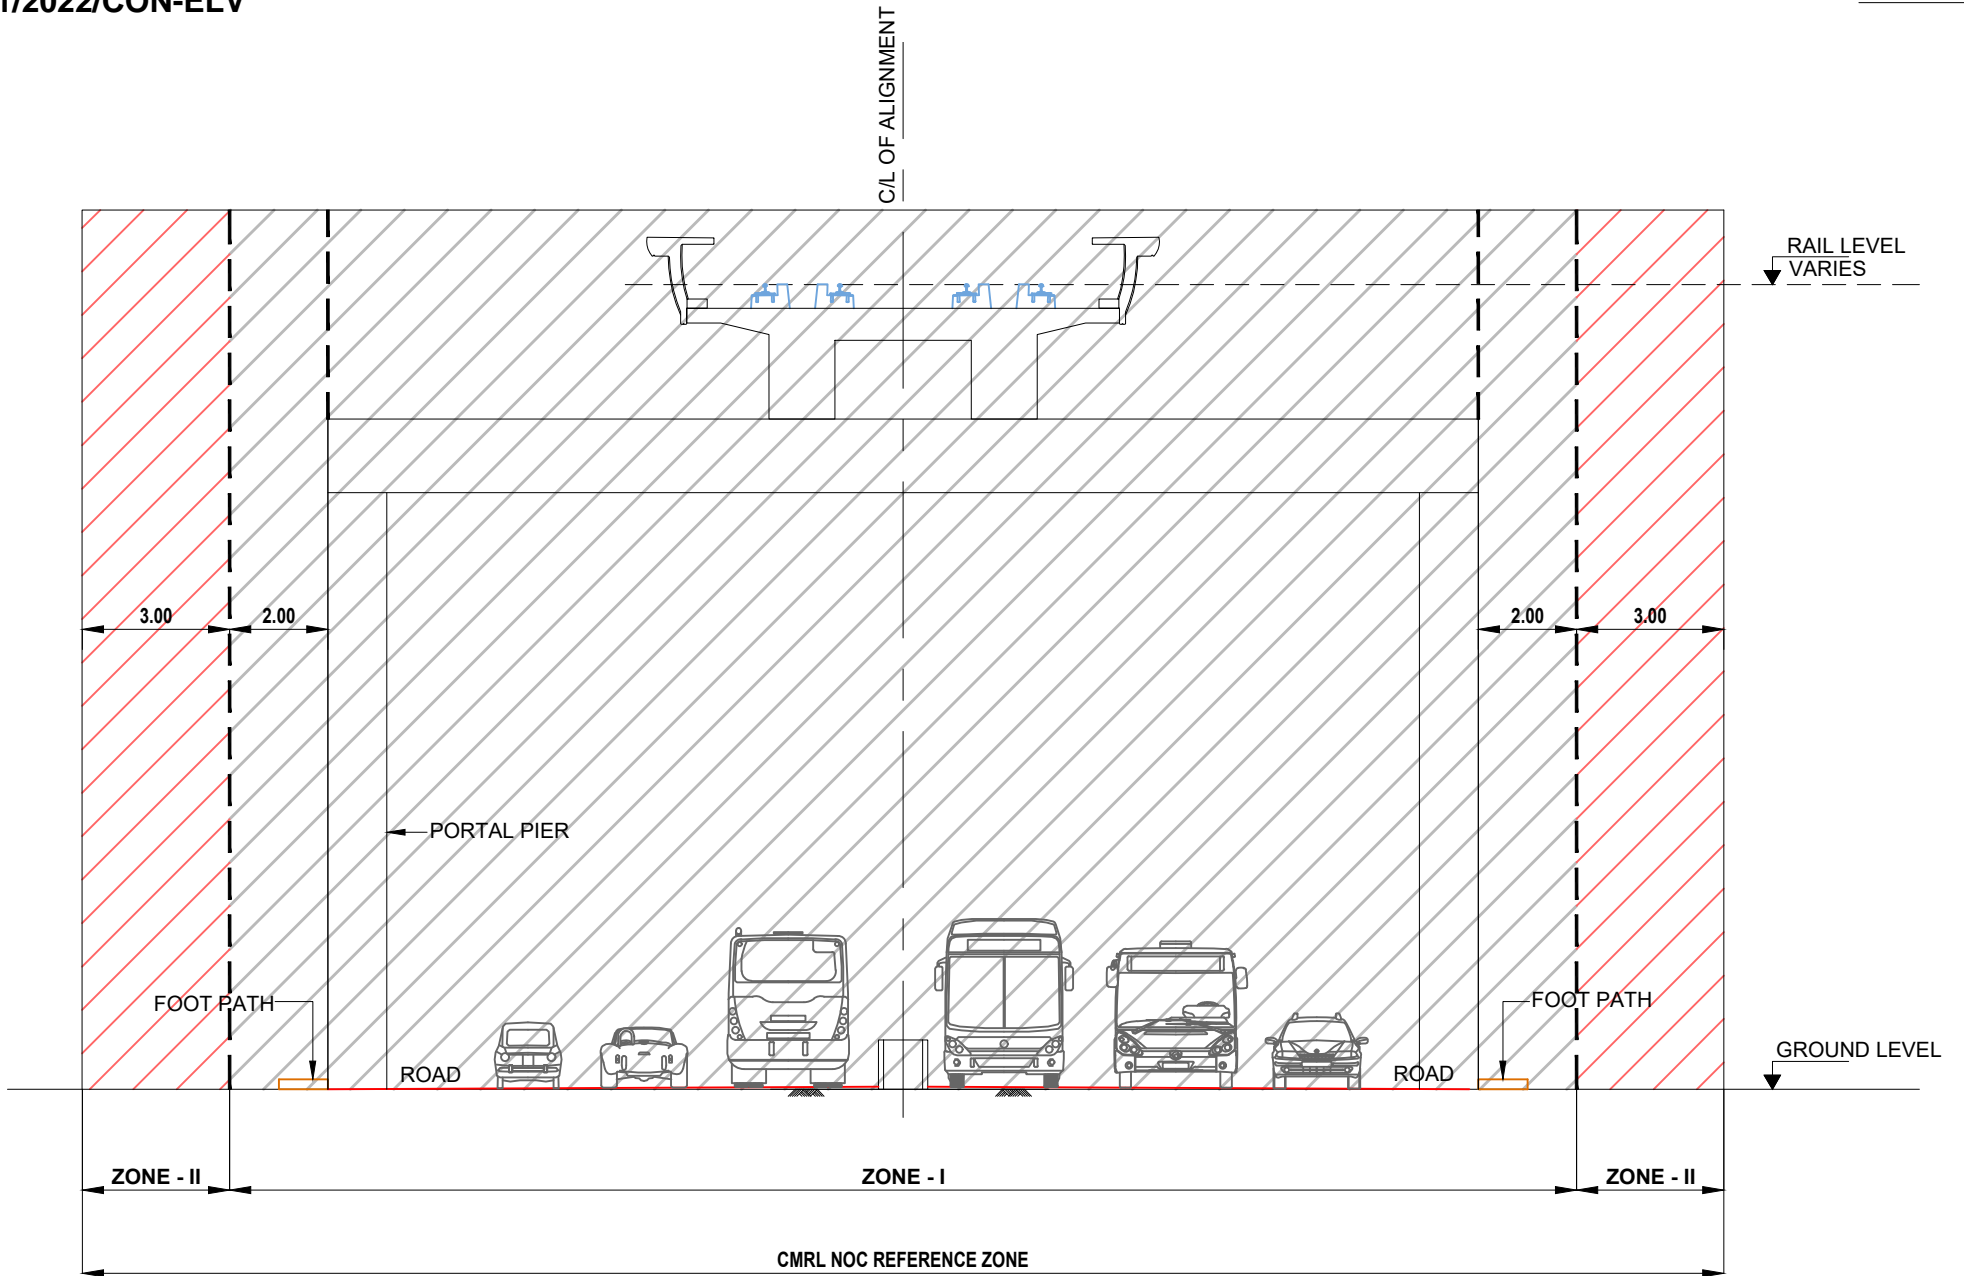 C/L OF ALIGNMENT
RAIL LEVEL
VARIES
3.00
2.00
2.00
3.00
PORTAL PIER
FOOT PATH
FOOT PATH
ROAD
ROAD
GROUND LEVEL
ZONE - II
ZONE - I
ZONE - II
CMRL NOC REFERENCE ZONE